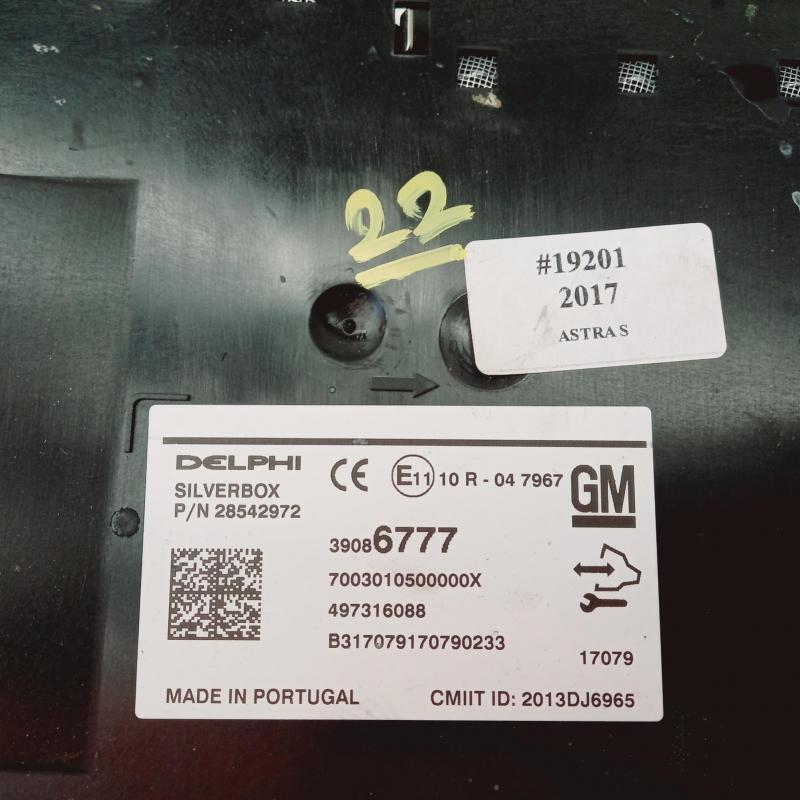 22
#19201
2017
ASTRA S
DELPHI
SILVERBOX
P/N 28542972
CE E11 10 R - 04 7967
GM
39086777
7003010500000X
497316088
B317079170790233
17079
MADE IN PORTUGAL
CMIIT ID: 2013DJ6965